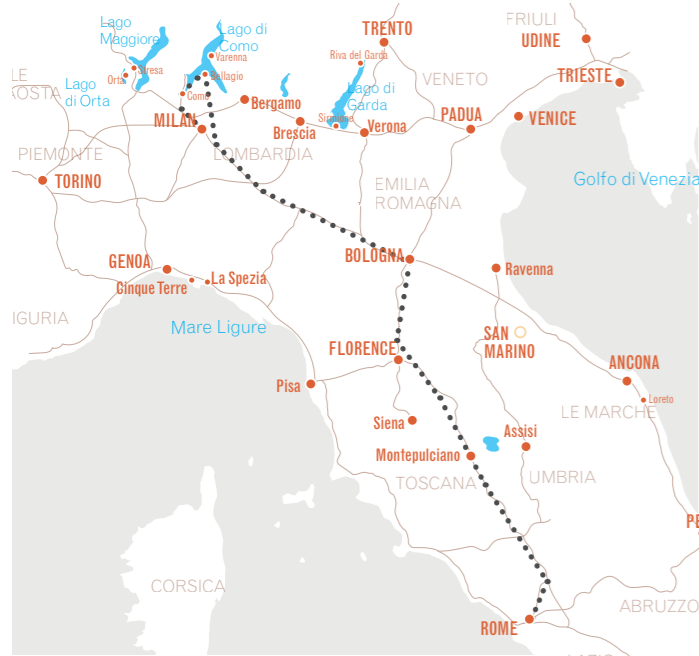 Lago
Maggiore
Lago di
Como
TRENTO
FRIULI
UDINE
Varenna
Riva del Garda
Stresa
Orta
Bellagio
TRIESTE
LE
OSTA
Lago
di Orta
Como
Lago di
Garda
VENETO
Bergamo
MILAN
Brescia
Sirmione
Verona
PADUA
VENICE
PIEMONTE
LOMBARDIA
TORINO
EMILIA
ROMAGNA
Golfo di Venezia
GENOA
BOLOGNA
Ravenna
Cinque Terre
La Spezia
IGURIA
Mare Ligure
FLORENCE
SAN
MARINO
ANCONA
Pisa
Loreto
LE MARCHE
Siena
Assisi
Montepulciano
TOSCANA
UMBRIA
PE
CORSICA
ABRUZZO
ROME
LAZIO